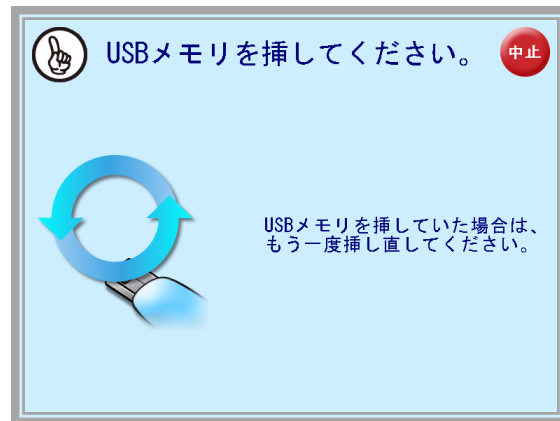 USBメモリを挿してください。
中止
USBメモリを挿していた場合は、
もう一度挿し直してください。